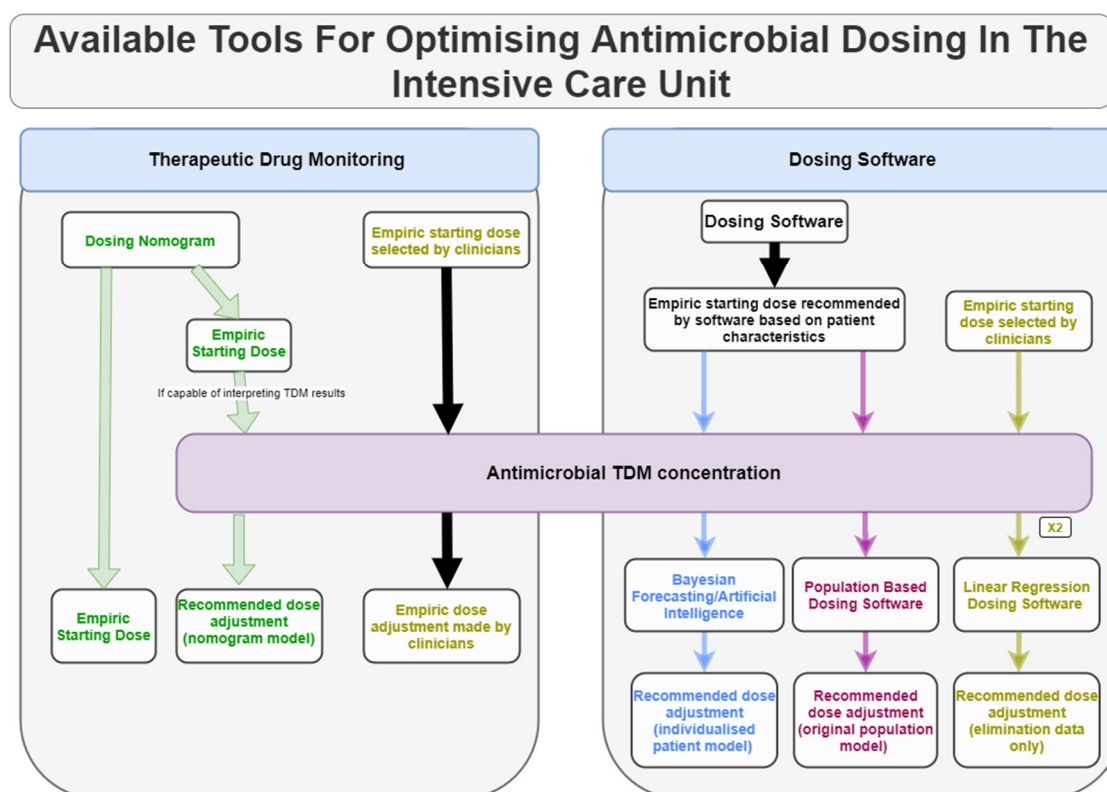 Available Tools For Optimising Antimicrobial Dosing In The
Intensive Care Unit
Therapeutic Drug Monitoring
Dosing Nomogram
Empiric starting dose
selected by clinicians
Empiric
Starting Dose
If capable of interpreting TDM results
Dosing Software
Dosing Software
Empiric starting dose recommended
by software based on patient
characteristics
Empiric starting
dose selected by
clinicians
Antimicrobial TDM concentration
X2
Empiric
Starting Dose
Recommended dose
adjustment
(nomogram model)
Empiric dose
adjustment made by
clinicians
Bayesian
Forecasting/Artificial
Intelligence
Population Based
Dosing Software
Linear Regression
Dosing Software
Recommended dose
adjustment
(individualised
patient model)
Recommended
dose adjustment
(original population
model)
Recommended dose
adjustment
(elimination data
only)